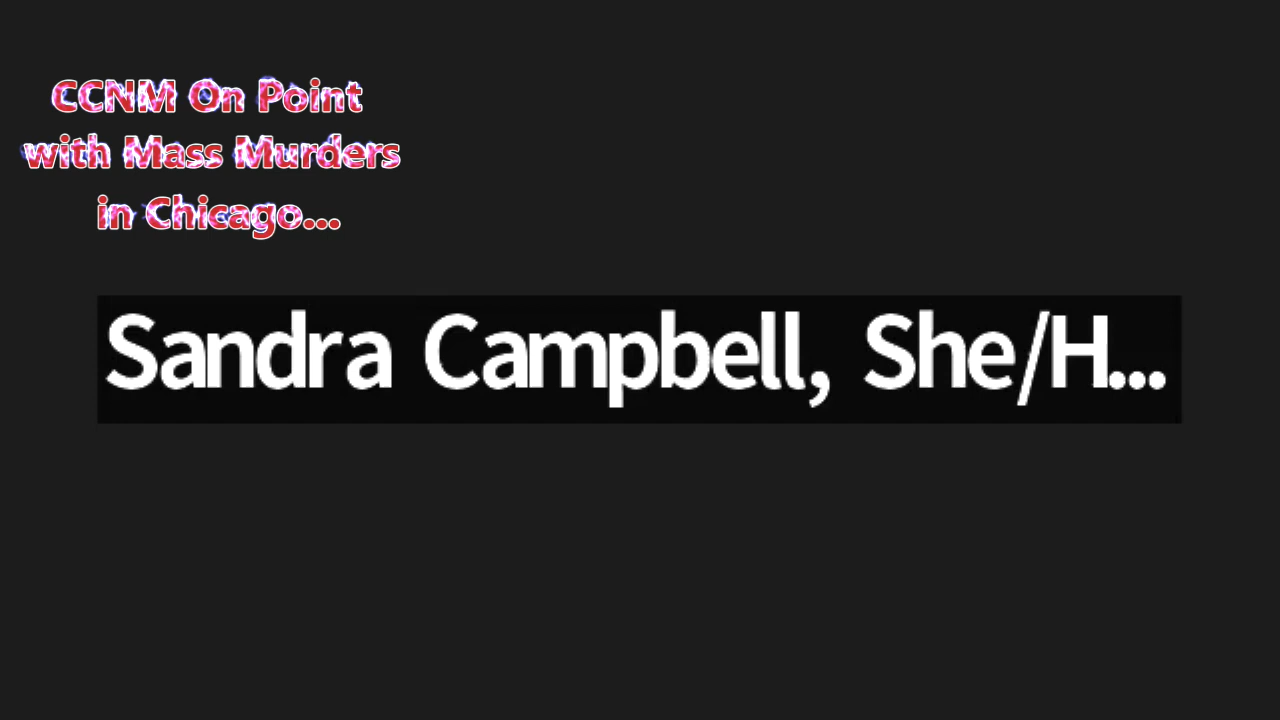 CCNM On Point
with Mass Murders
in Chicago...
Sandra Campbell, She/H...